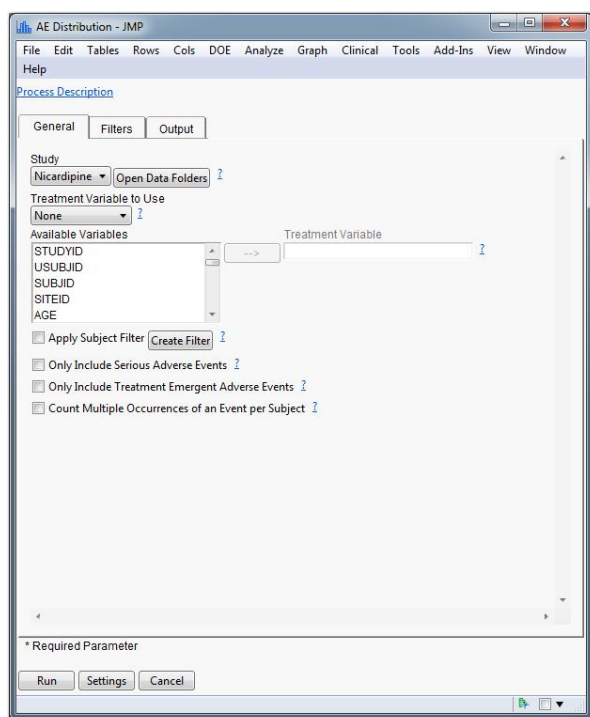 AE Distribution - JMP
File Edit Tables Rows Cols DOE Analyze Graph Clinical Tools Add-Ins View Window
Help
Process Description
General Filters Output
Study
Nicardipine Open Data Folders ?
Treatment Variable to Use
None ?
Available Variables Treatment Variable
STUDYID --> ?
USUBJID
SUBJID
SITEID
AGE
Apply Subject Filter Create Filter ?
Only Include Serious Adverse Events ?
Only Include Treatment Emergent Adverse Events ?
Count Multiple Occurrences of an Event per Subject ?
* Required Parameter
Run Settings Cancel